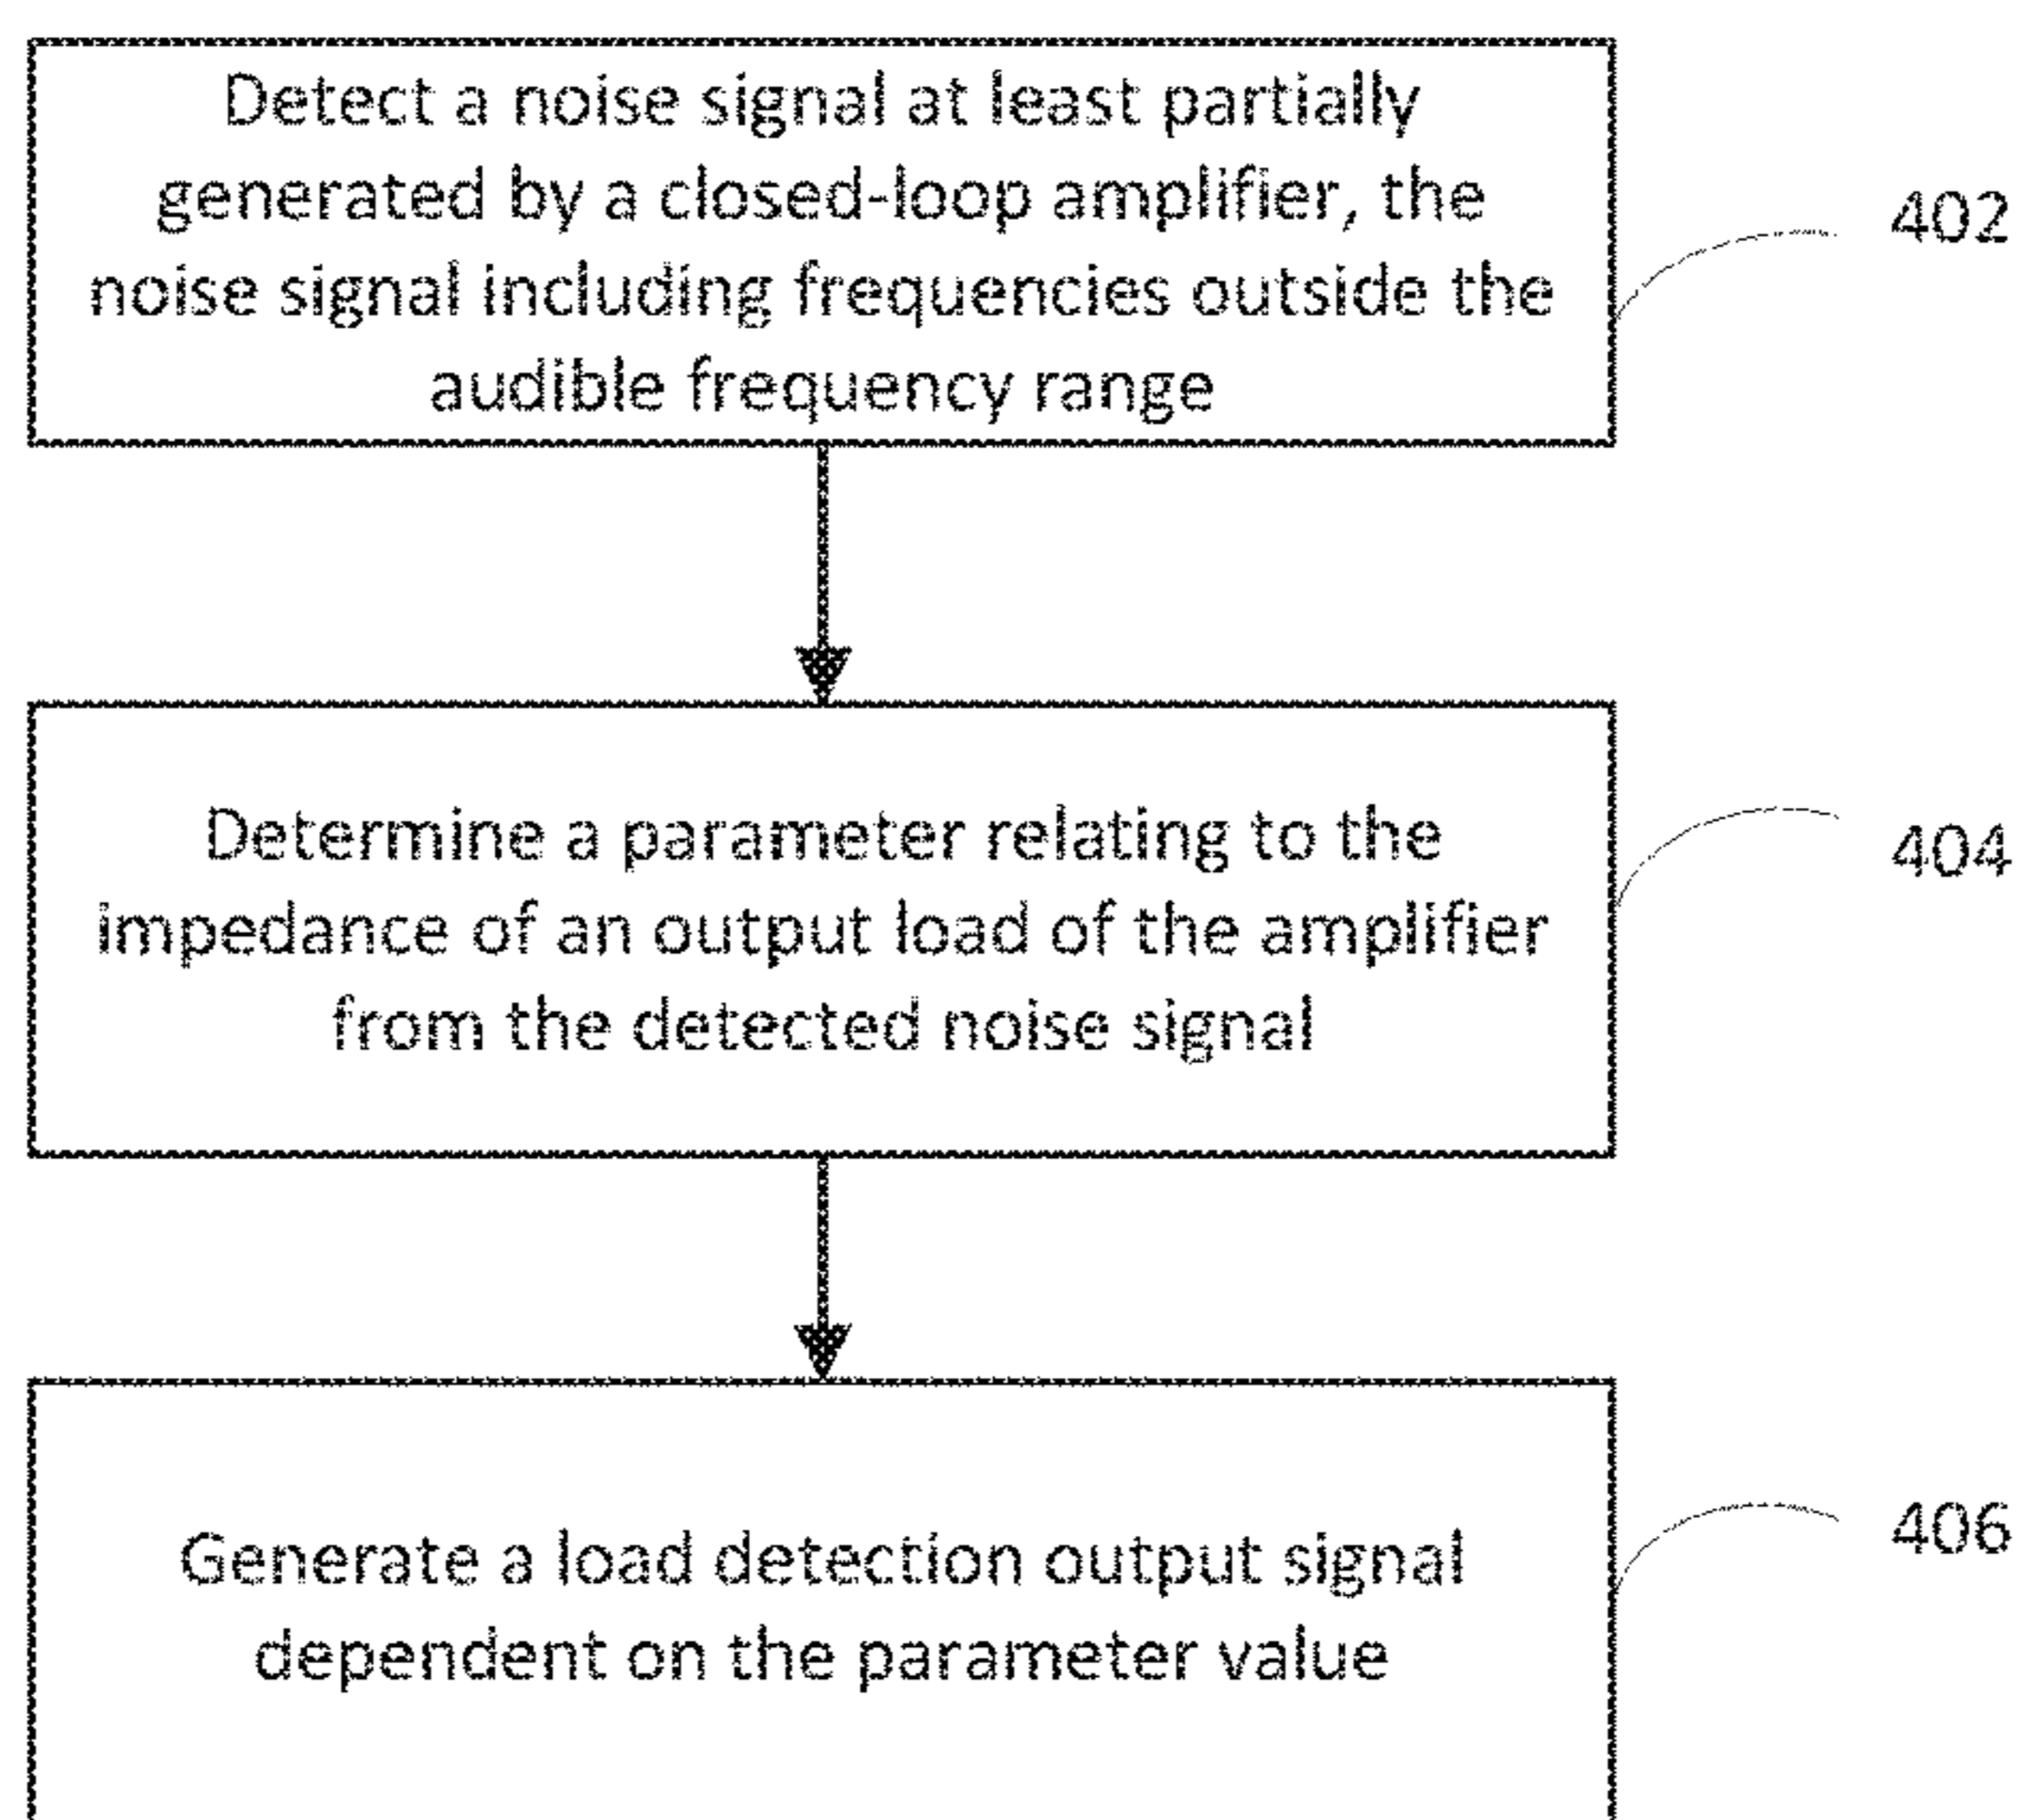 Detect a noise signal at least partially
generated by a closed-loop amplifier, the
noise signal including frequencies outside the
audible frequency range
402
Determine a parameter relating to the
impedance of an output load of the amplifier
from the detected noise signal
404
Generate a load detection output signal
dependent on the parameter value
406